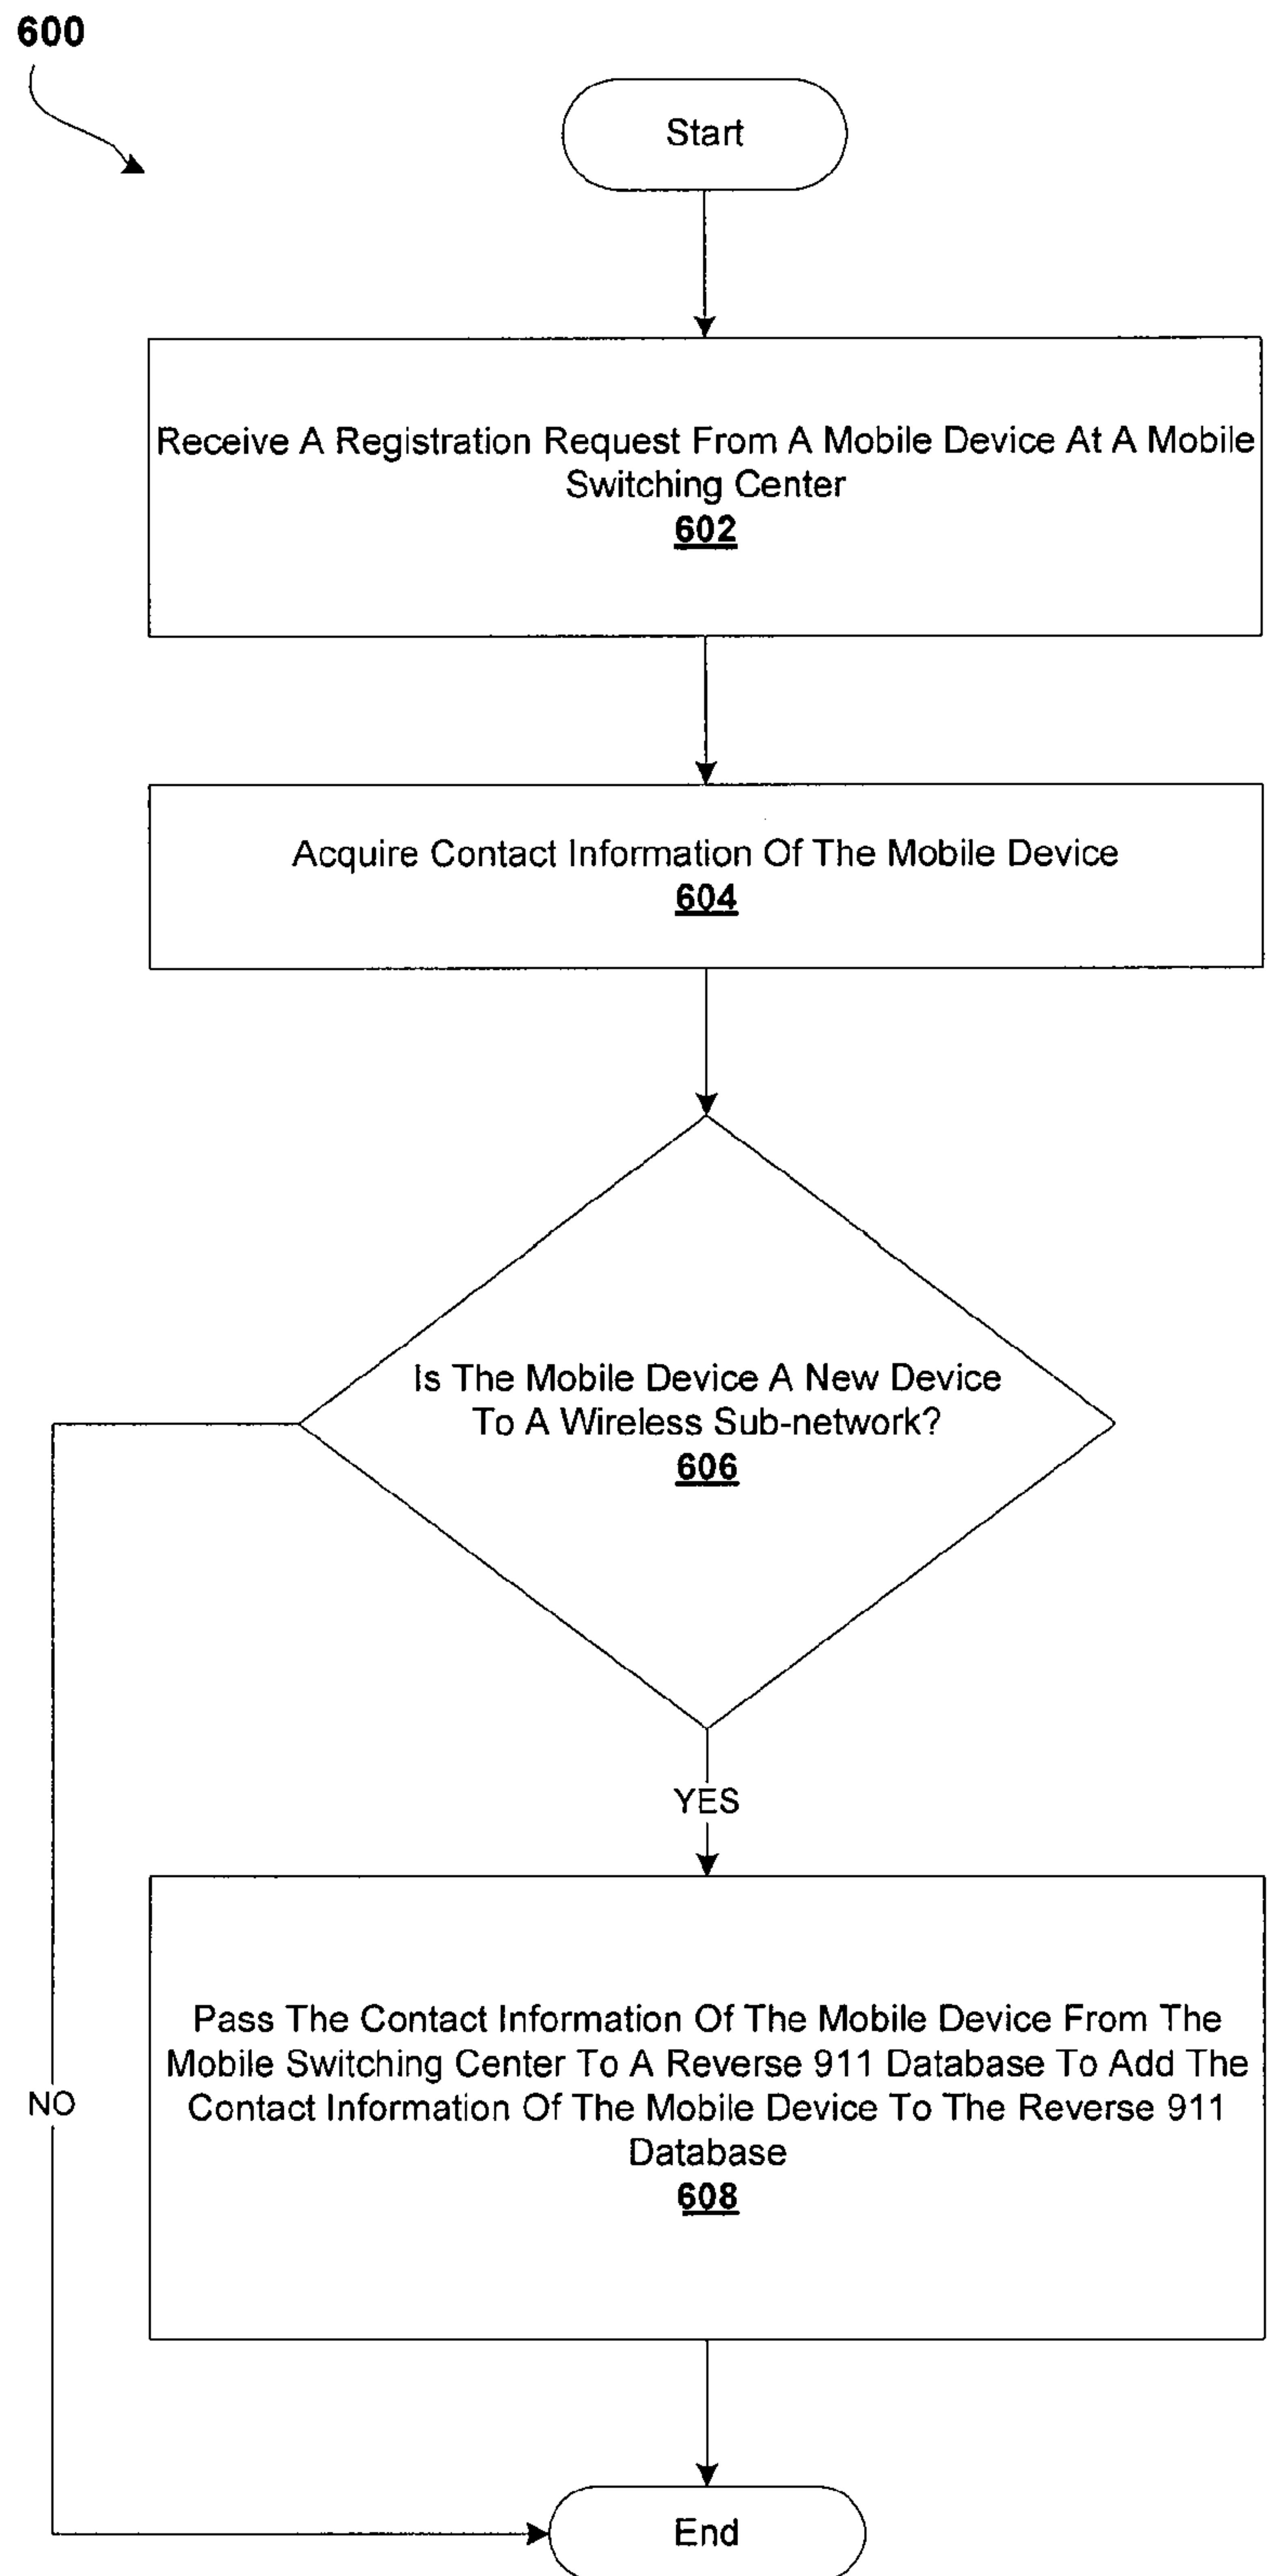 600
Start
Receive A Registration Request From A Mobile Device At A Mobile
Switching Center
602
Acquire Contact Information Of The Mobile Device
604
Is The Mobile Device A New Device
To A Wireless Sub-network?
606
YES
Pass The Contact Information Of The Mobile Device From The
Mobile Switching Center To A Reverse 911 Database To Add The
Contact Information Of The Mobile Device To The Reverse 911
Database
608
NO
End